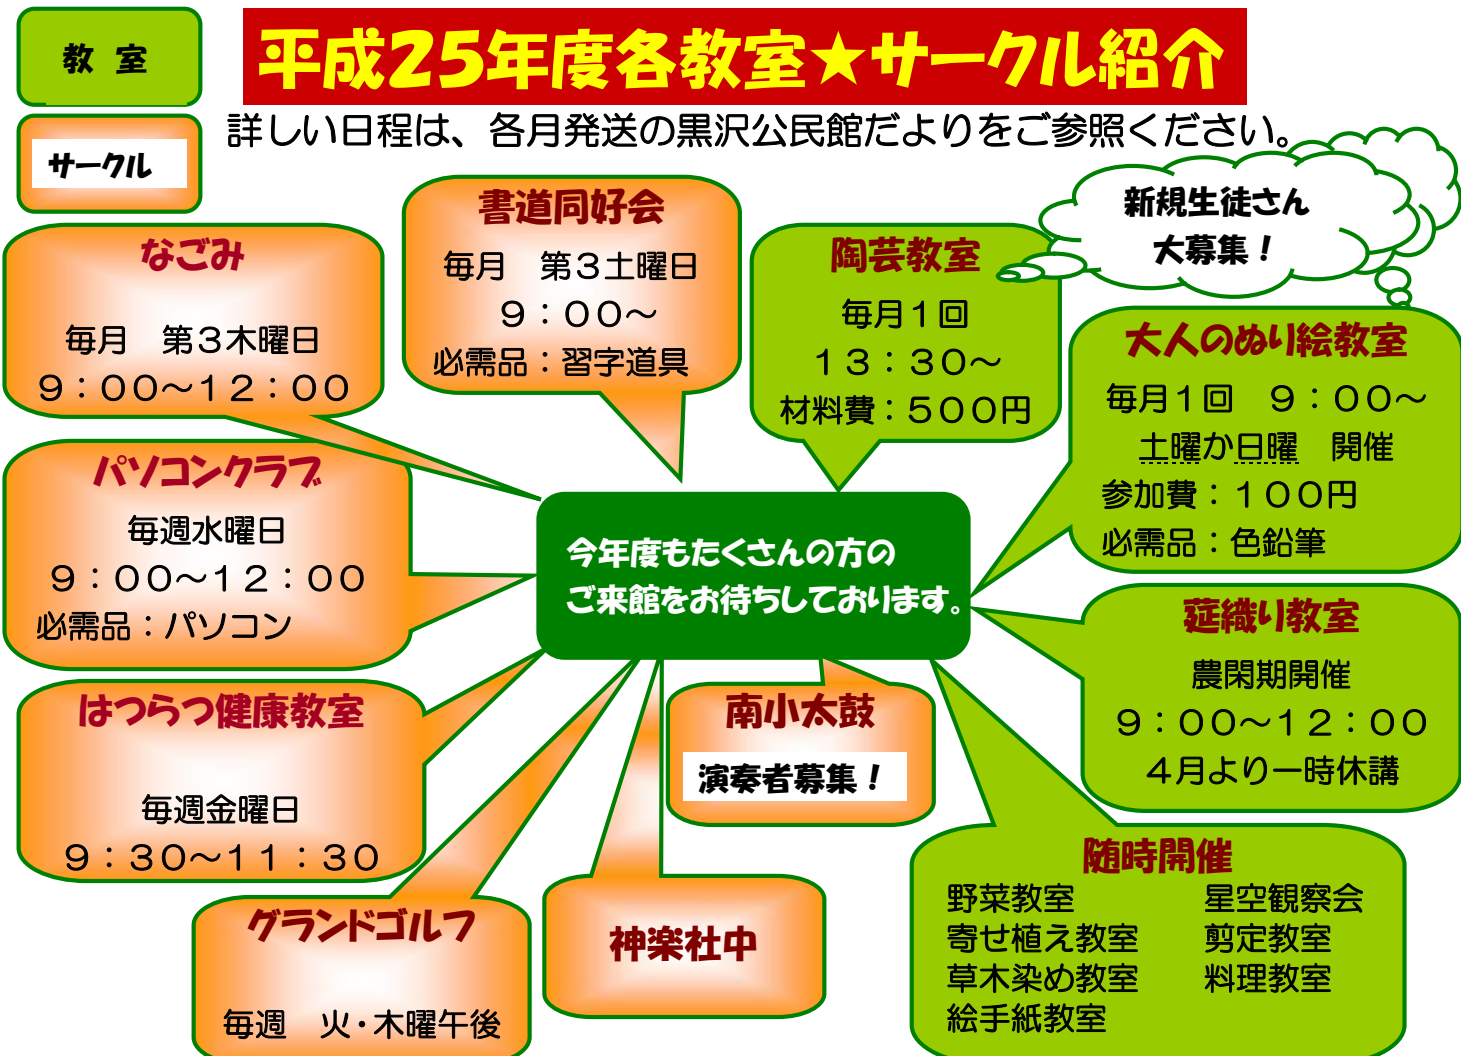 教 室
平成25年度各教室★サークル紹介
サークル
詳しい日程は、各月発送の黒沢公民館だよりをご参照ください。
新規生徒さん
大募集！
なごみ
毎月　第３木曜日
９：００～１２：００
書道同好会
毎月　第３土曜日
９：００～
必需品：習字道具
陶芸教室
毎月１回
１３：３０～
材料費：５００円
大人のぬり絵教室
毎月１回　９：００～
土曜か日曜　開催
参加費：１００円
必需品：色鉛筆
パソコンクラブ
毎週水曜日
９：００～１２：００
必需品：パソコン
今年度もたくさんの方の
ご来館をお待ちしております。
莚織り教室
農閑期開催
９：００～１２：００
４月より一時休講
はつらつ健康教室
毎週金曜日
９：３０～１１：３０
南小太鼓
演奏者募集！
グランドゴルフ
毎週　火・木曜午後
神楽社中
随時開催
野菜教室　星空観察会
寄せ植え教室　剪定教室
草木染め教室　料理教室
絵手紙教室